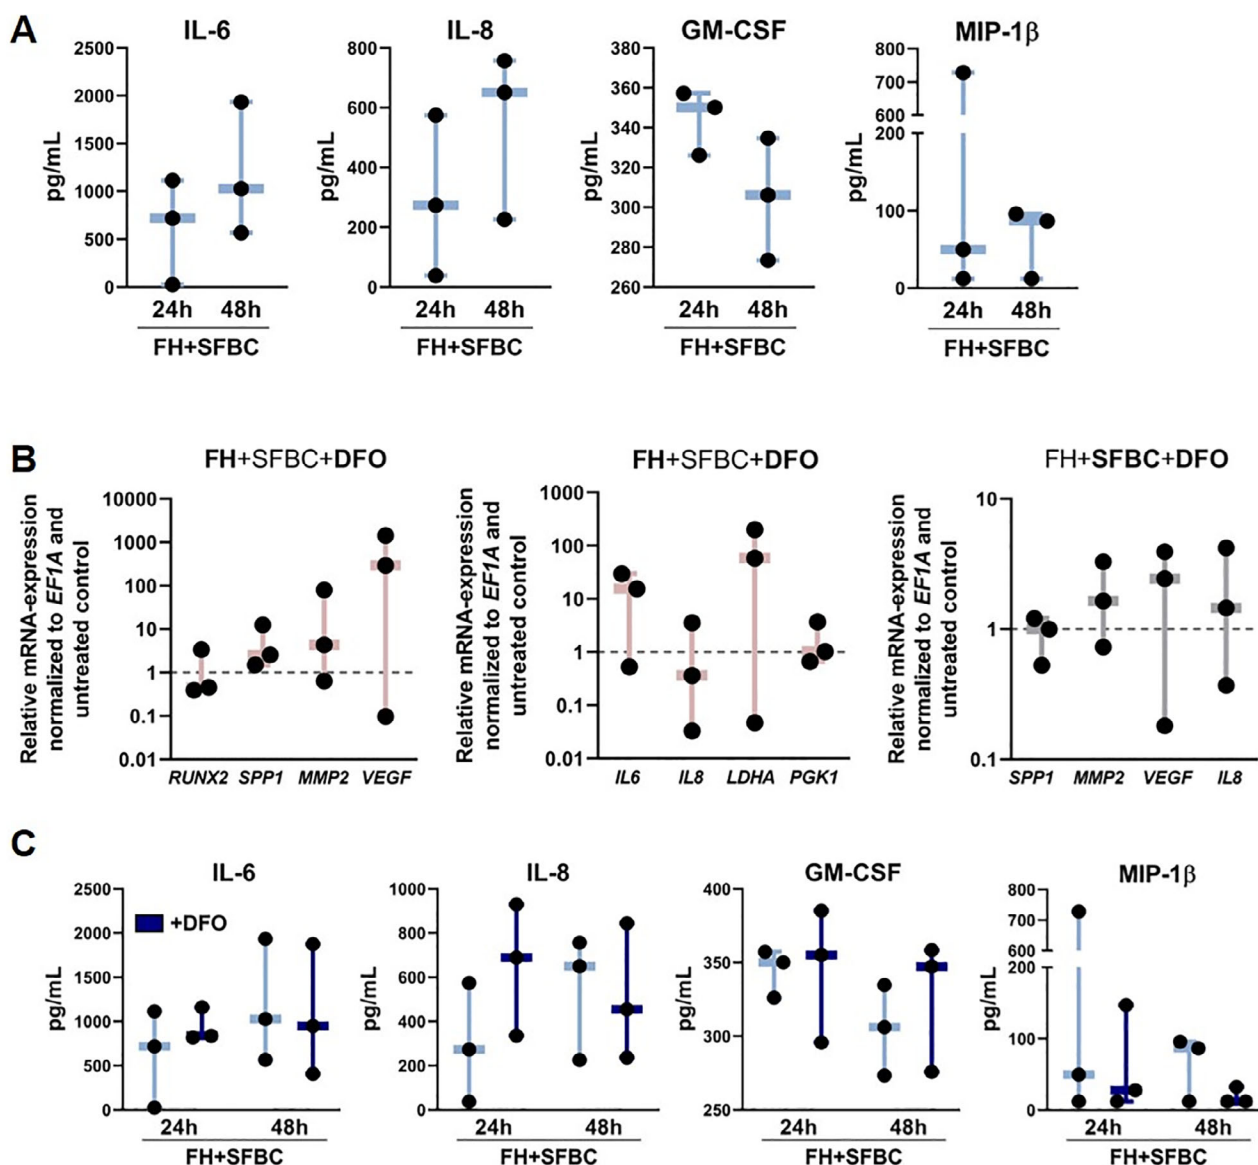 A
IL-6
IL-8
GM-CSF
MIP-1β
pg/mL
2500
2000
1500
1000
500
0
24h 48h
FH+SFBC
pg/mL
800
600
400
200
0
24h 48h
FH+SFBC
pg/mL
380
360
340
320
300
280
260
24h 48h
FH+SFBC
pg/mL
800
700
600
200
100
0
24h 48h
FH+SFBC
B
FH+SFBC+DFO
Relative mRNA-expression
normalized to EF1A and
untreated control
10000
1000
100
10
1
0.1
0.01
RUNX2 SPP1 MMP2 VEGF
FH+SFBC+DFO
Relative mRNA-expression
normalized to EF1A and
untreated control
1000
100
10
1
0.1
0.01
IL6 IL8 LDHA PGK1
FH+SFBC+DFO
Relative mRNA-expression
normalized to EF1A and
untreated control
10
1
0.1
SPP1 MMP2 VEGF IL8
C
IL-6
pg/mL
2500
2000
1500
1000
500
0
+DFO
24h 48h
FH+SFBC
IL-8
pg/mL
1000
800
600
400
200
0
24h 48h
FH+SFBC
GM-CSF
pg/mL
400
350
300
250
24h 48h
FH+SFBC
MIP-1β
pg/mL
800
700
600
200
100
0
24h 48h
FH+SFBC